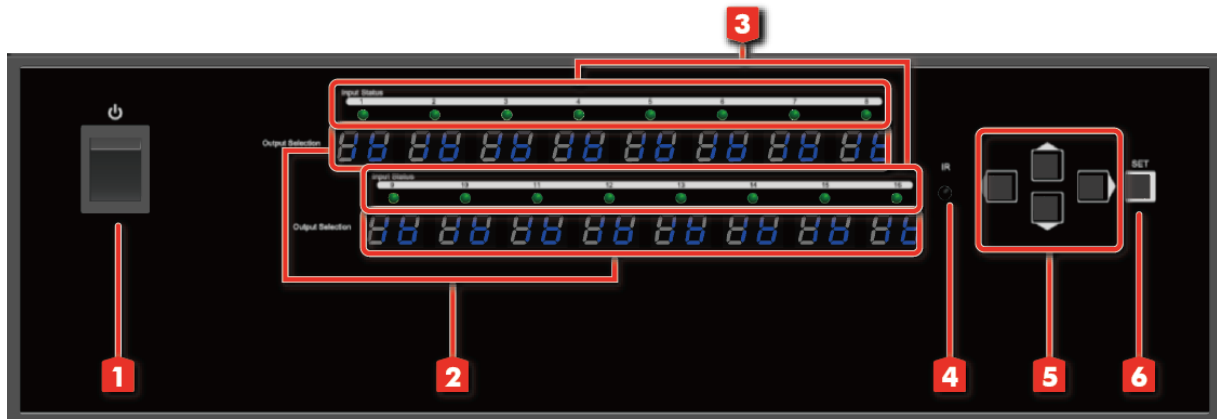 3
Input Status
1 2 3 4 5 6 7 8
Output Selection
Input Status
9 10 11 12 13 14 15 16
Output Selection
IR
SET
1
2
4
5
6